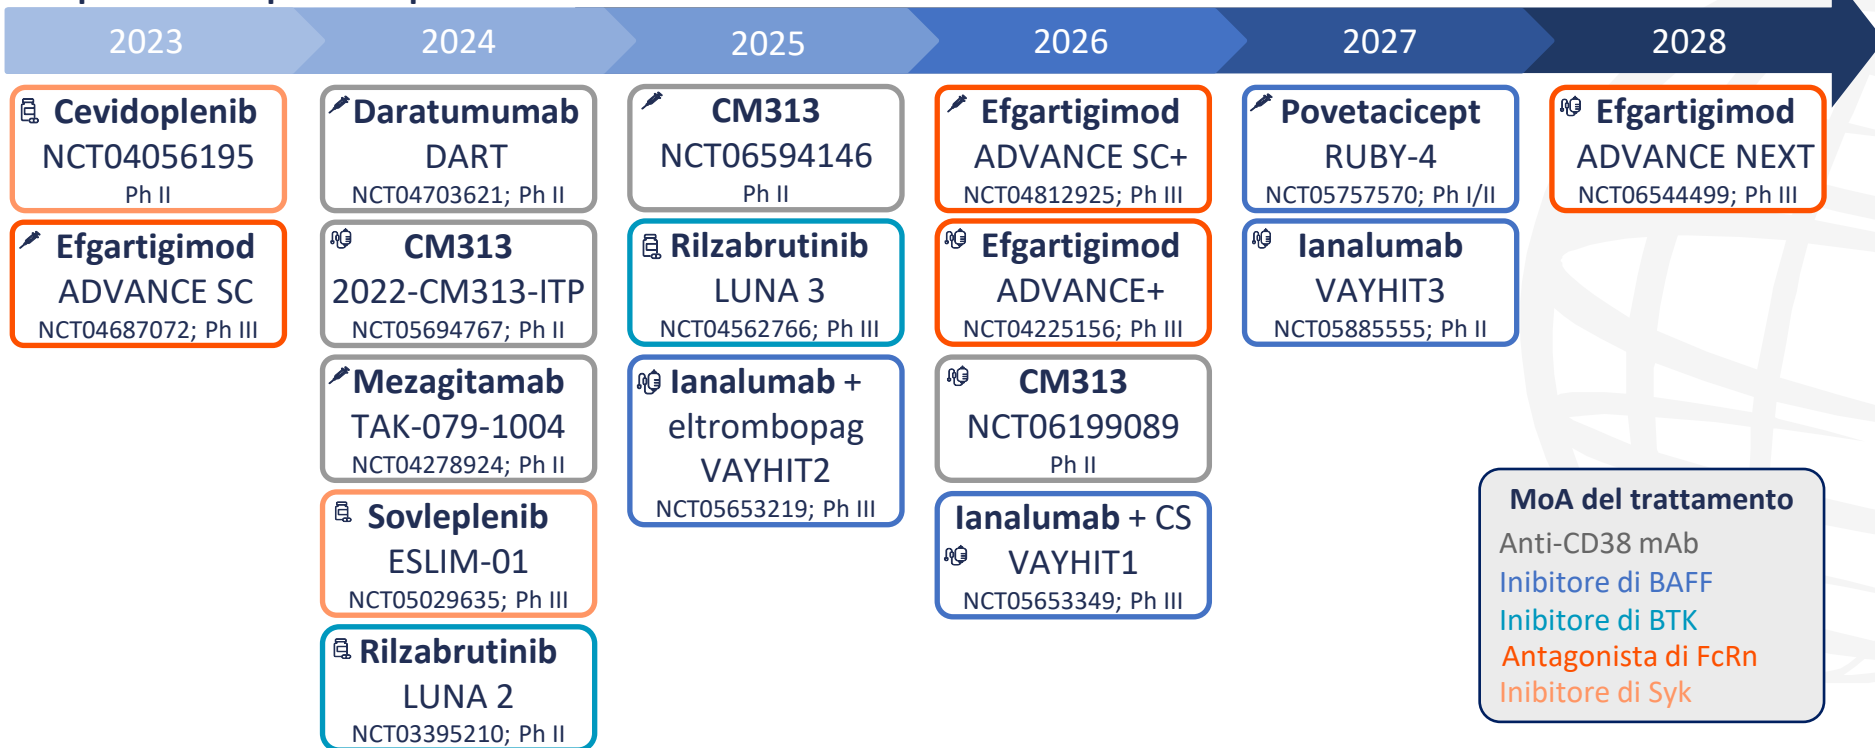 2023
2024
2025
2026
2027
2028
Cevidoplenib
NCT04056195
Ph II
Efgartigimod
ADVANCE SC
NCT04687072; Ph III
Daratumumab
DART
NCT04703621; Ph II
CM313
2022-CM313-ITP
NCT05694767; Ph II
Mezagitamab
TAK-079-1004
NCT04278924; Ph II
Sovleplenib
ESLIM-01
NCT05029635; Ph III
Rilzabrutinib
LUNA 2
NCT03395210; Ph II
CM313
NCT06594146
Ph II
Rilzabrutinib
LUNA 3
NCT04562766; Ph III
Ianalumab +
eltrombopag
VAYHIT2
NCT05653219; Ph III
Efgartigimod
ADVANCE SC+
NCT04812925; Ph III
Efgartigimod
ADVANCE+
NCT04225156; Ph III
CM313
NCT06199089
Ph II
Ianalumab + CS
VAYHIT1
NCT05653349; Ph III
Povetacicept
RUBY-4
NCT05757570; Ph I/II
Ianalumab
VAYHIT3
NCT05885555; Ph II
Efgartigimod
ADVANCE NEXT
NCT06544499; Ph III
MoA del trattamento
Anti-CD38 mAb
Inibitore di BAFF
Inibitore di BTK
Antagonista di FcRn
Inibitore di Syk